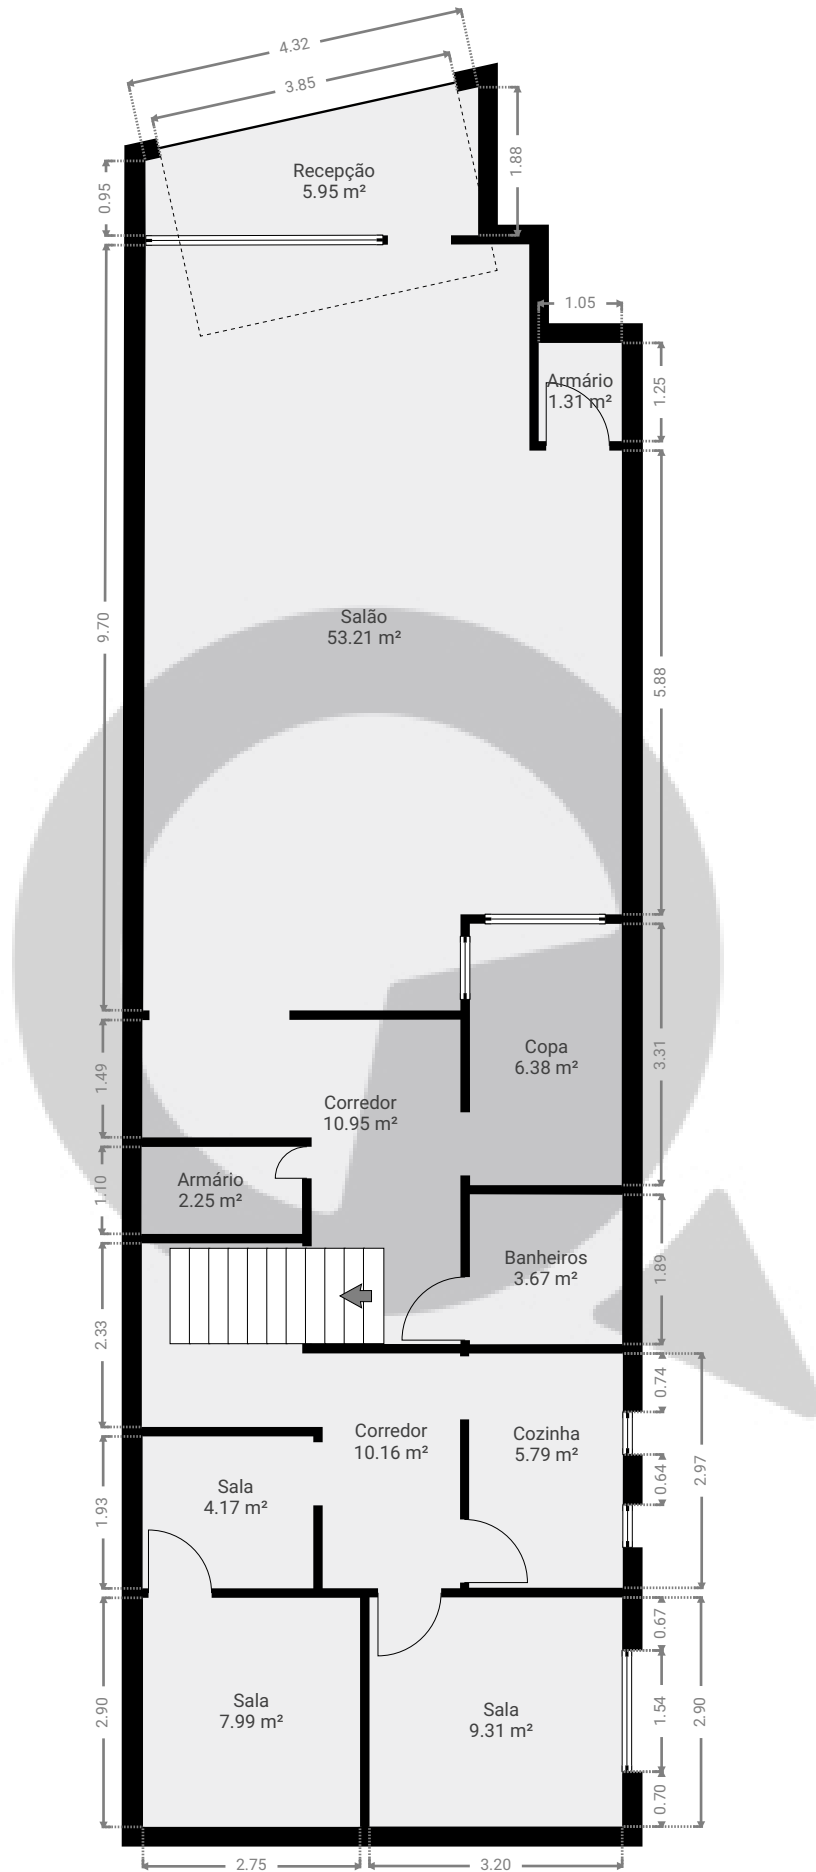 4.32
3.85
Recepção
5.95 m²
1.88
0.95
1.05
Armário
1.31 m²
1.25
9.70
Salão
53.21 m²
5.88
Copa
6.38 m²
3.31
1.49
Corredor
10.95 m²
Armário
2.25 m²
1.10
Banheiros
3.67 m²
1.89
2.33
0.74
Corredor
10.16 m²
Cozinha
5.79 m²
0.64
2.97
Sala
4.17 m²
1.93
0.67
Sala
7.99 m²
Sala
9.31 m²
2.90
1.54
2.90
0.70
2.75
3.20